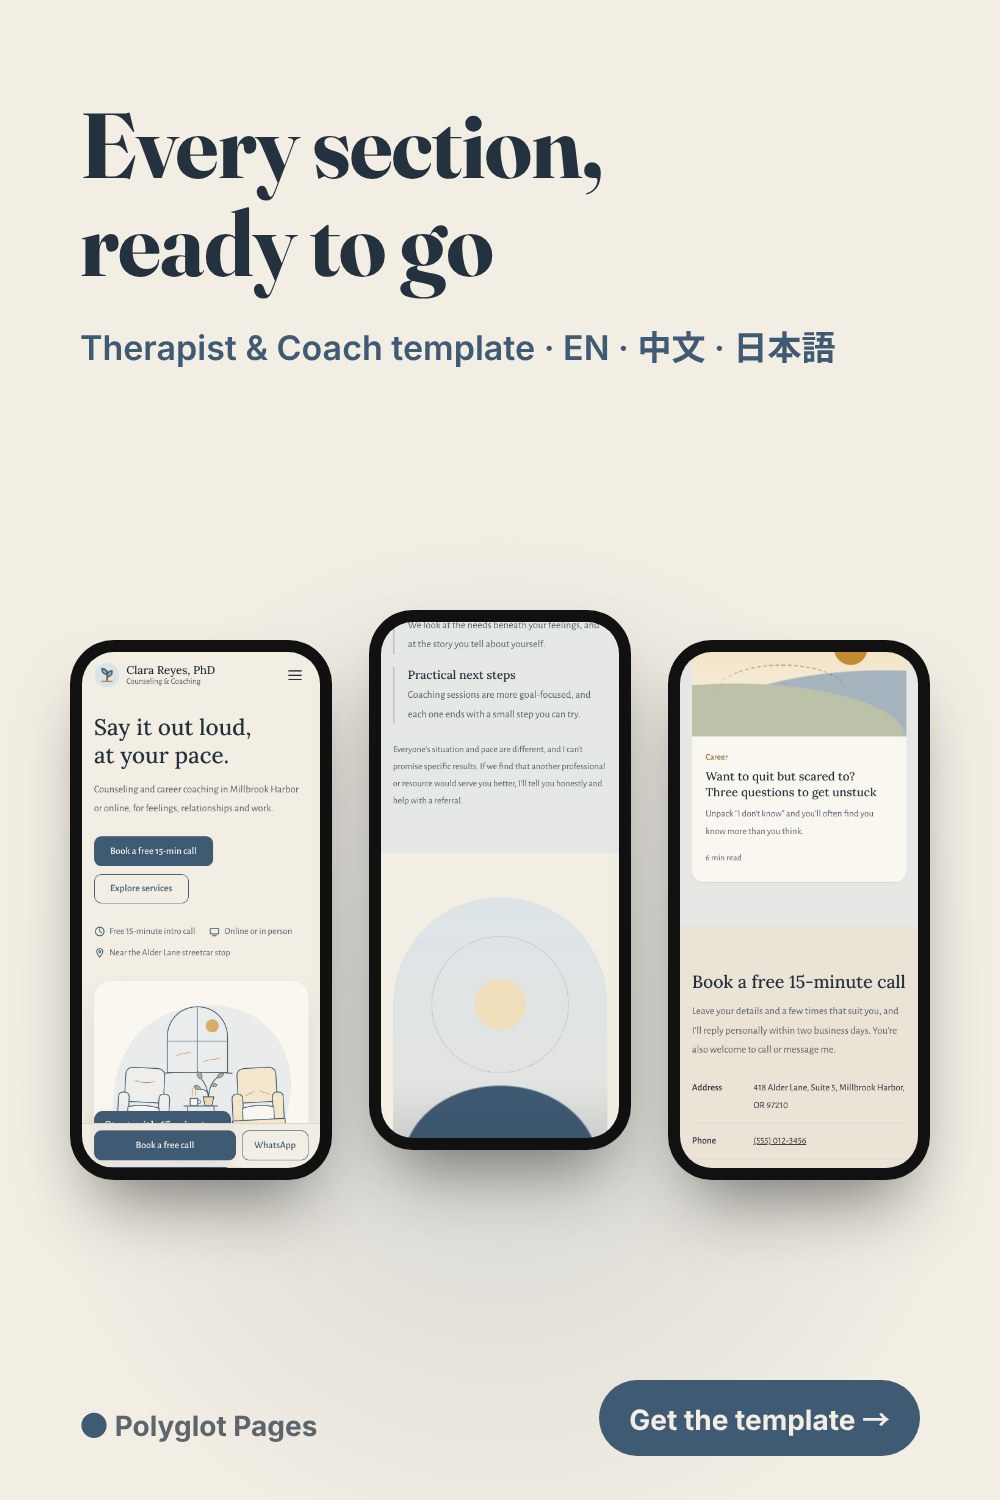 Every section,
ready to go
Therapist & Coach template · EN · 中文 · 日本語
Clara Reyes, PhD
Counseling & Coaching
Say it out loud,
at your pace.
Counseling and career coaching in Millbrook Harbor
or online, for feelings, relationships and work.
Book a free 15-min call
Explore services
Free 15-minute intro call
Online or in person
Near the Alder Lane streetcar stop
Book a free call
WhatsApp
We look at the needs beneath your feelings, and
at the story you tell about yourself.
Practical next steps
Coaching sessions are more goal-focused, and
each one ends with a small step you can try.
Everyone's situation and pace are different, and I can't
promise specific results. If we find that another professional
or resource would serve you better, I'll tell you honestly and
help with a referral.
Career
Want to quit but scared to?
Three questions to get unstuck
Unpack "I don't know" and you'll often find you
know more than you think.
6 min read
Book a free 15-minute call
Leave your details and a few times that suit you, and
I'll reply personally within two business days. You're
also welcome to call or message me.
Address
418 Alder Lane, Suite 5, Millbrook Harbor,
OR 97210
Phone
(555) 012-3456
Polyglot Pages
Get the template →